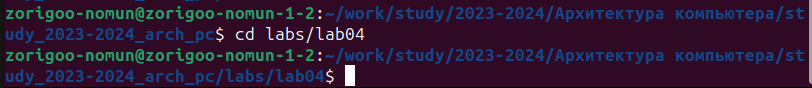 zorigoo-nomun@zorigoo-nomun-1-2:~/work/study/2023-2024/Архитектура компьютера/st
udy_2023-2024_arch_pc$ cd labs/lab04
zorigoo-nomun@zorigoo-nomun-1-2:~/work/study/2023-2024/Архитектура компьютера/st
udy_2023-2024_arch_pc/labs/lab04$